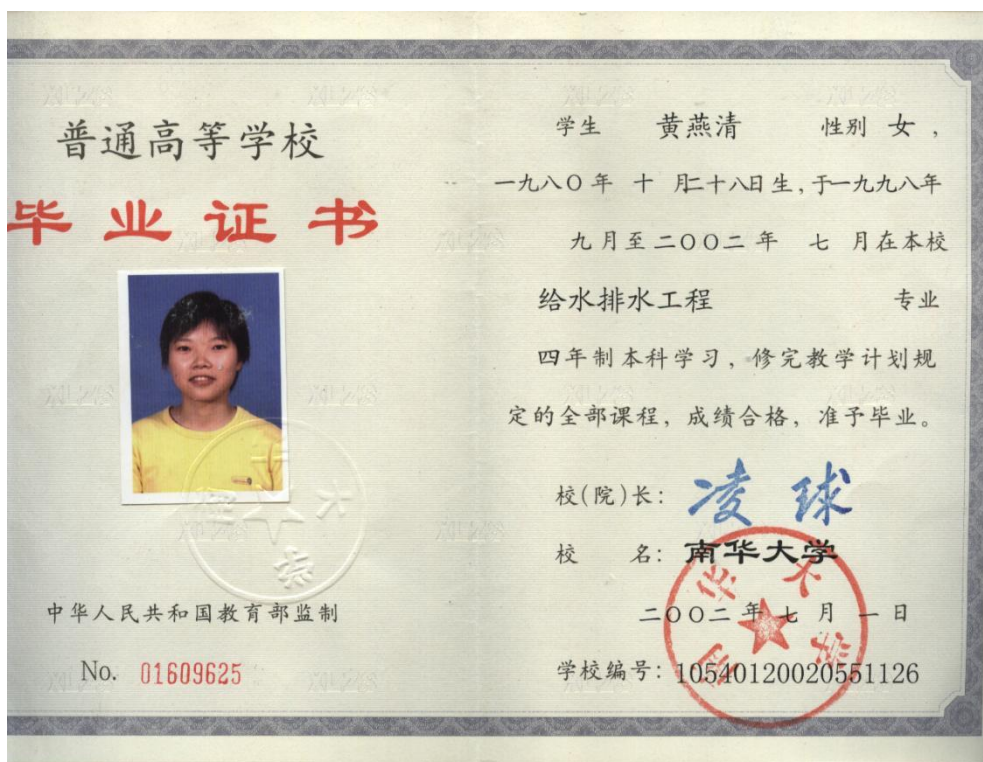 普通高等学校
毕业证书
中华人民共和国教育部监制
No. 01609625
学生 黄燕清 性别 女，
一九八〇年 十 月二十八日生，于一九九八年
九月至二〇〇二年 七 月在本校
给水排水工程 专业
四年制本科学习，修完教学计划规
定的全部课程，成绩合格，准予毕业。
校(院)长：凌球
校 名：南华大学
南华大学
二〇〇二年七月一日
学校编号：105401200205511​26